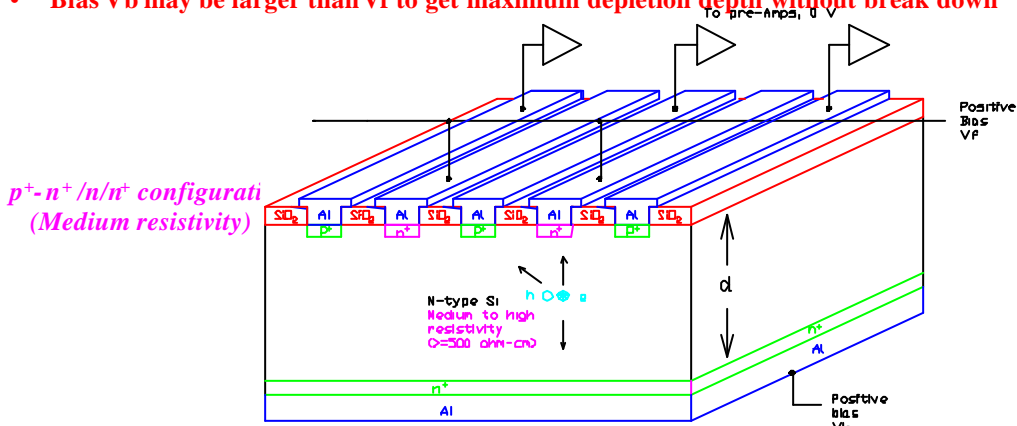 • Bias Vb may be larger than Vf to get maximum depletion depth without break down
To pre-Amps, 0 V
Positive
Bias
Vf
p⁺-n⁺/n/n⁺ configurati
(Medium resistivity)
SiO₂ Al SiO₂ Al SiO₂ Al SiO₂ Al SiO₂ Al SiO₂
p⁺ n⁺ p⁺ n⁺ p⁺
d
h e
N-type Si
Medium to high
resistivity
(>=500 ohm-cm)
n⁺
Al
n⁺
Al
Positive
bias